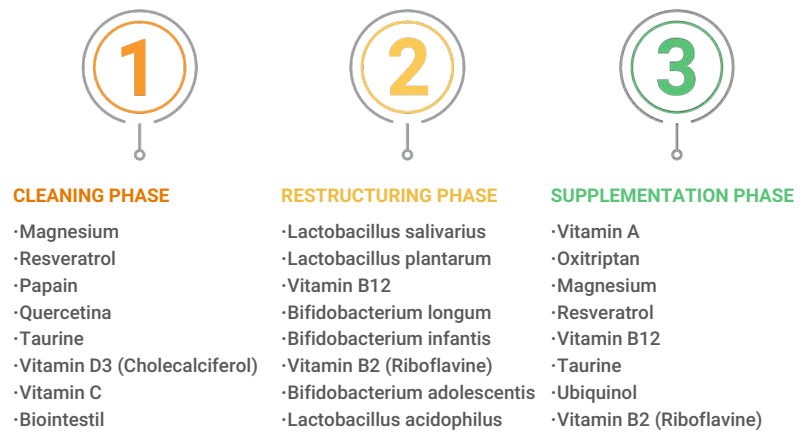 1
CLEANING PHASE
·Magnesium
·Resveratrol
·Papain
·Quercetina
·Taurine
·Vitamin D3 (Cholecalciferol)
·Vitamin C
·Biointestil
2
RESTRUCTURING PHASE
·Lactobacillus salivarius
·Lactobacillus plantarum
·Vitamin B12
·Bifidobacterium longum
·Bifidobacterium infantis
·Vitamin B2 (Riboflavine)
·Bifidobacterium adolescentis
·Lactobacillus acidophilus
3
SUPPLEMENTATION PHASE
·Vitamin A
·Oxitriptan
·Magnesium
·Resveratrol
·Vitamin B12
·Taurine
·Ubiquinol
·Vitamin B2 (Riboflavine)